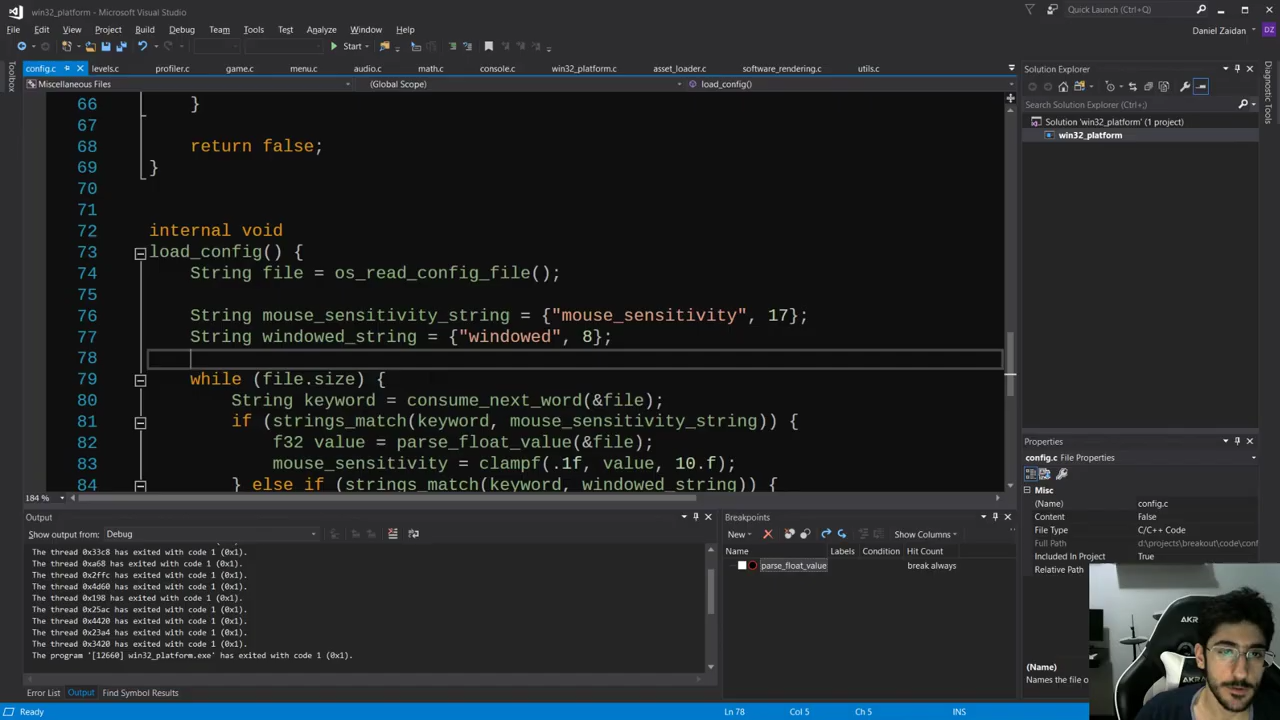 win32_platform - Microsoft Visual Studio
Quick Launch (Ctrl+Q)
File Edit View Project Build Debug Team Tools Test Analyze Window Help
Daniel Zaidan DZ
Start
Toolbox
config.c levels.c profiler.c game.c menu.c audio.c math.c console.c win32_platform.c asset_loader.c software_rendering.c utils.c
Miscellaneous Files (Global Scope) load_config()
66 }
67
68 return false;
69 }
70
71
72 internal void
73 load_config() {
74 String file = os_read_config_file();
75
76 String mouse_sensitivity_string = {"mouse_sensitivity", 17};
77 String windowed_string = {"windowed", 8};
78
79 while (file.size) {
80 String keyword = consume_next_word(&file);
81 if (strings_match(keyword, mouse_sensitivity_string)) {
82 f32 value = parse_float_value(&file);
83 mouse_sensitivity = clampf(.1f, value, 10.f);
84 } else if (strings_match(keyword, windowed_string)) {
184 %
Solution Explorer
Search Solution Explorer (Ctrl+;)
Solution 'win32_platform' (1 project)
win32_platform
Diagnostic Tools
Properties
config.c File Properties
Misc
(Name) config.c
Content False
File Type C/C++ Code
Full Path d:\projects\breakout\code\conf
Included In Project True
Relative Path
(Name)
Names the file o
Output
Show output from: Debug
The thread 0x33c8 has exited with code 1 (0x1).
The thread 0xa68 has exited with code 1 (0x1).
The thread 0x2ffc has exited with code 1 (0x1).
The thread 0x4d60 has exited with code 1 (0x1).
The thread 0x198 has exited with code 1 (0x1).
The thread 0x25ac has exited with code 1 (0x1).
The thread 0x4420 has exited with code 1 (0x1).
The thread 0x23a4 has exited with code 1 (0x1).
The thread 0x3420 has exited with code 1 (0x1).
The program '[12660] win32_platform.exe' has exited with code 1 (0x1).
Breakpoints
New Show Columns
Name Labels Condition Hit Count
parse_float_value break always
Error List Output Find Symbol Results
Ready Ln 78 Col 5 Ch 5 INS
AKR